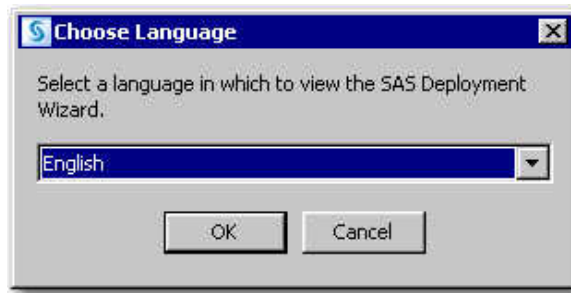 Choose Language
Select a language in which to view the SAS Deployment
Wizard.
English
OK
Cancel